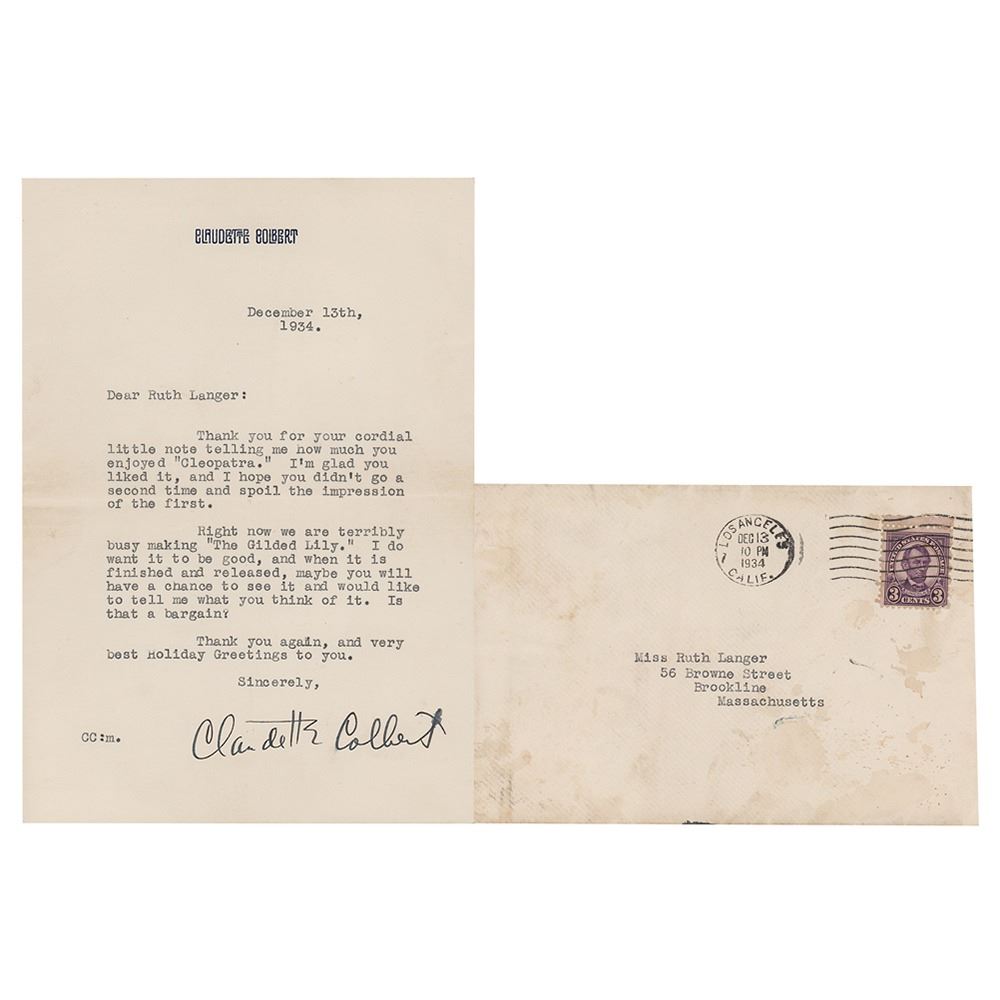 CLAUDETTE COLBERT
December 13th,
1934.
Dear Ruth Langer:
Thank you for your cordial
little note telling me how much you
enjoyed "Cleopatra." I'm glad you
liked it, and I hope you didn't go a
second time and spoil the impression
of the first.
Right now we are terribly
busy making "The Gilded Lily." I do
want it to be good, and when it is
finished and released, maybe you will
have a chance to see it and would like
to tell me what you think of it. Is
that a bargain?
Thank you again, and very
best Holiday Greetings to you.
Sincerely,
Claudette Colbert
CC:m.
LOS ANGELES
DEC 13
10 PM
1934
CALIF.
7
UNITED STATES POSTAGE
3 CENTS 3
Miss Ruth Langer
56 Browne Street
Brookline
Massachusetts